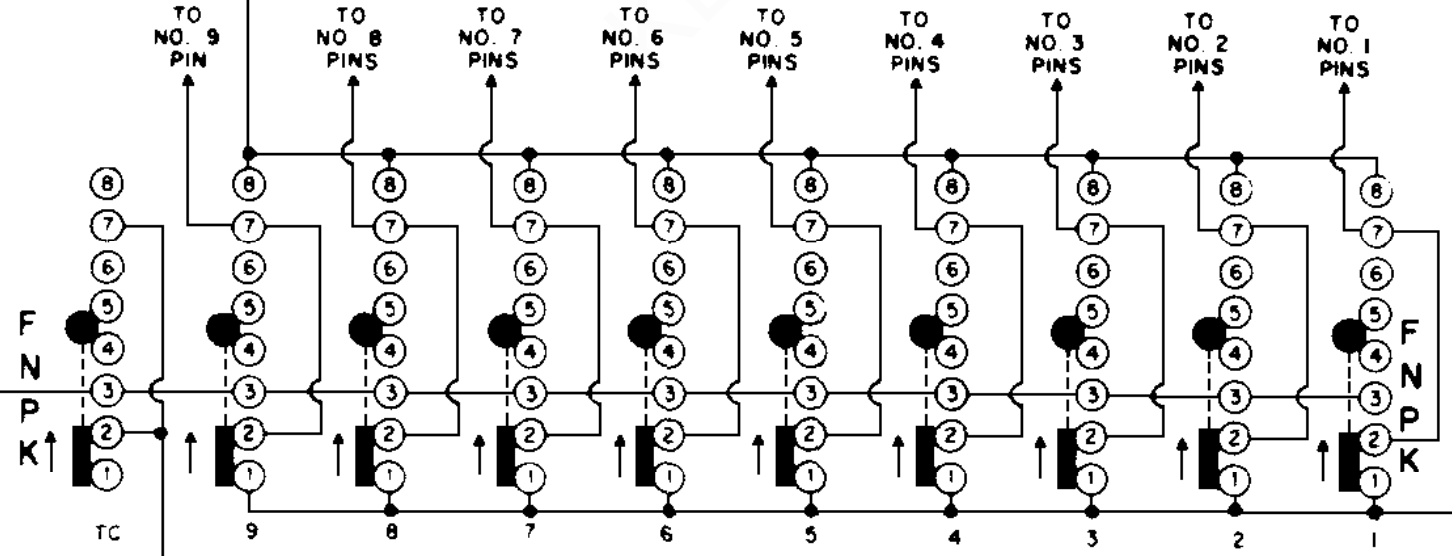 TO TO TO TO TO TO TO TO TO
NO. 9 NO. 8 NO. 7 NO. 6 NO. 5 NO. 4 NO. 3 NO. 2 NO. 1
PIN PINS PINS PINS PINS PINS PINS PINS PINS
8 8 8 8 8 8 8 8 8 8
7 7 7 7 7 7 7 7 7 7
6 6 6 6 6 6 6 6 6 6
5 5 5 5 5 5 5 5 5 5
F F
4 4 4 4 4 4 4 4 4 4
N N
3 3 3 3 3 3 3 3 3 3
P P
2 2 2 2 2 2 2 2 2 2
K K
1 1 1 1 1 1 1 1 1 1
TC 9 8 7 6 5 4 3 2 1